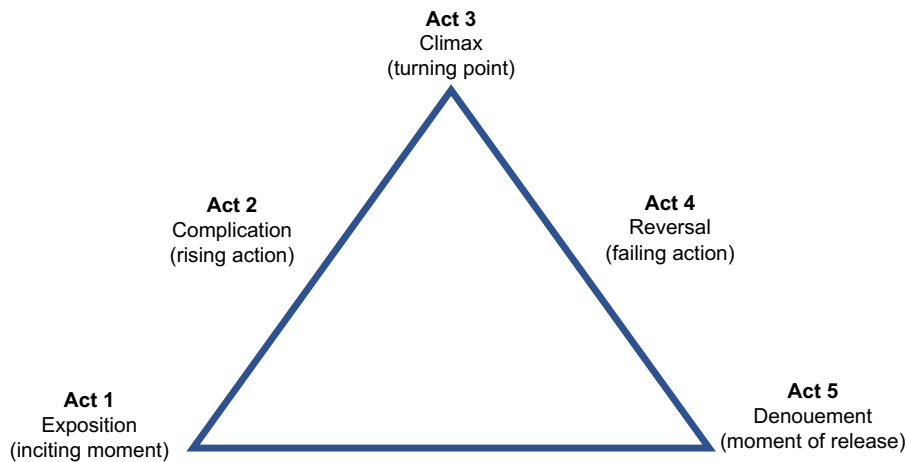 Act 3
Climax
(turning point)
Act 2
Complication
(rising action)
Act 4
Reversal
(failing action)
Act 1
Exposition
(inciting moment)
Act 5
Denouement
(moment of release)